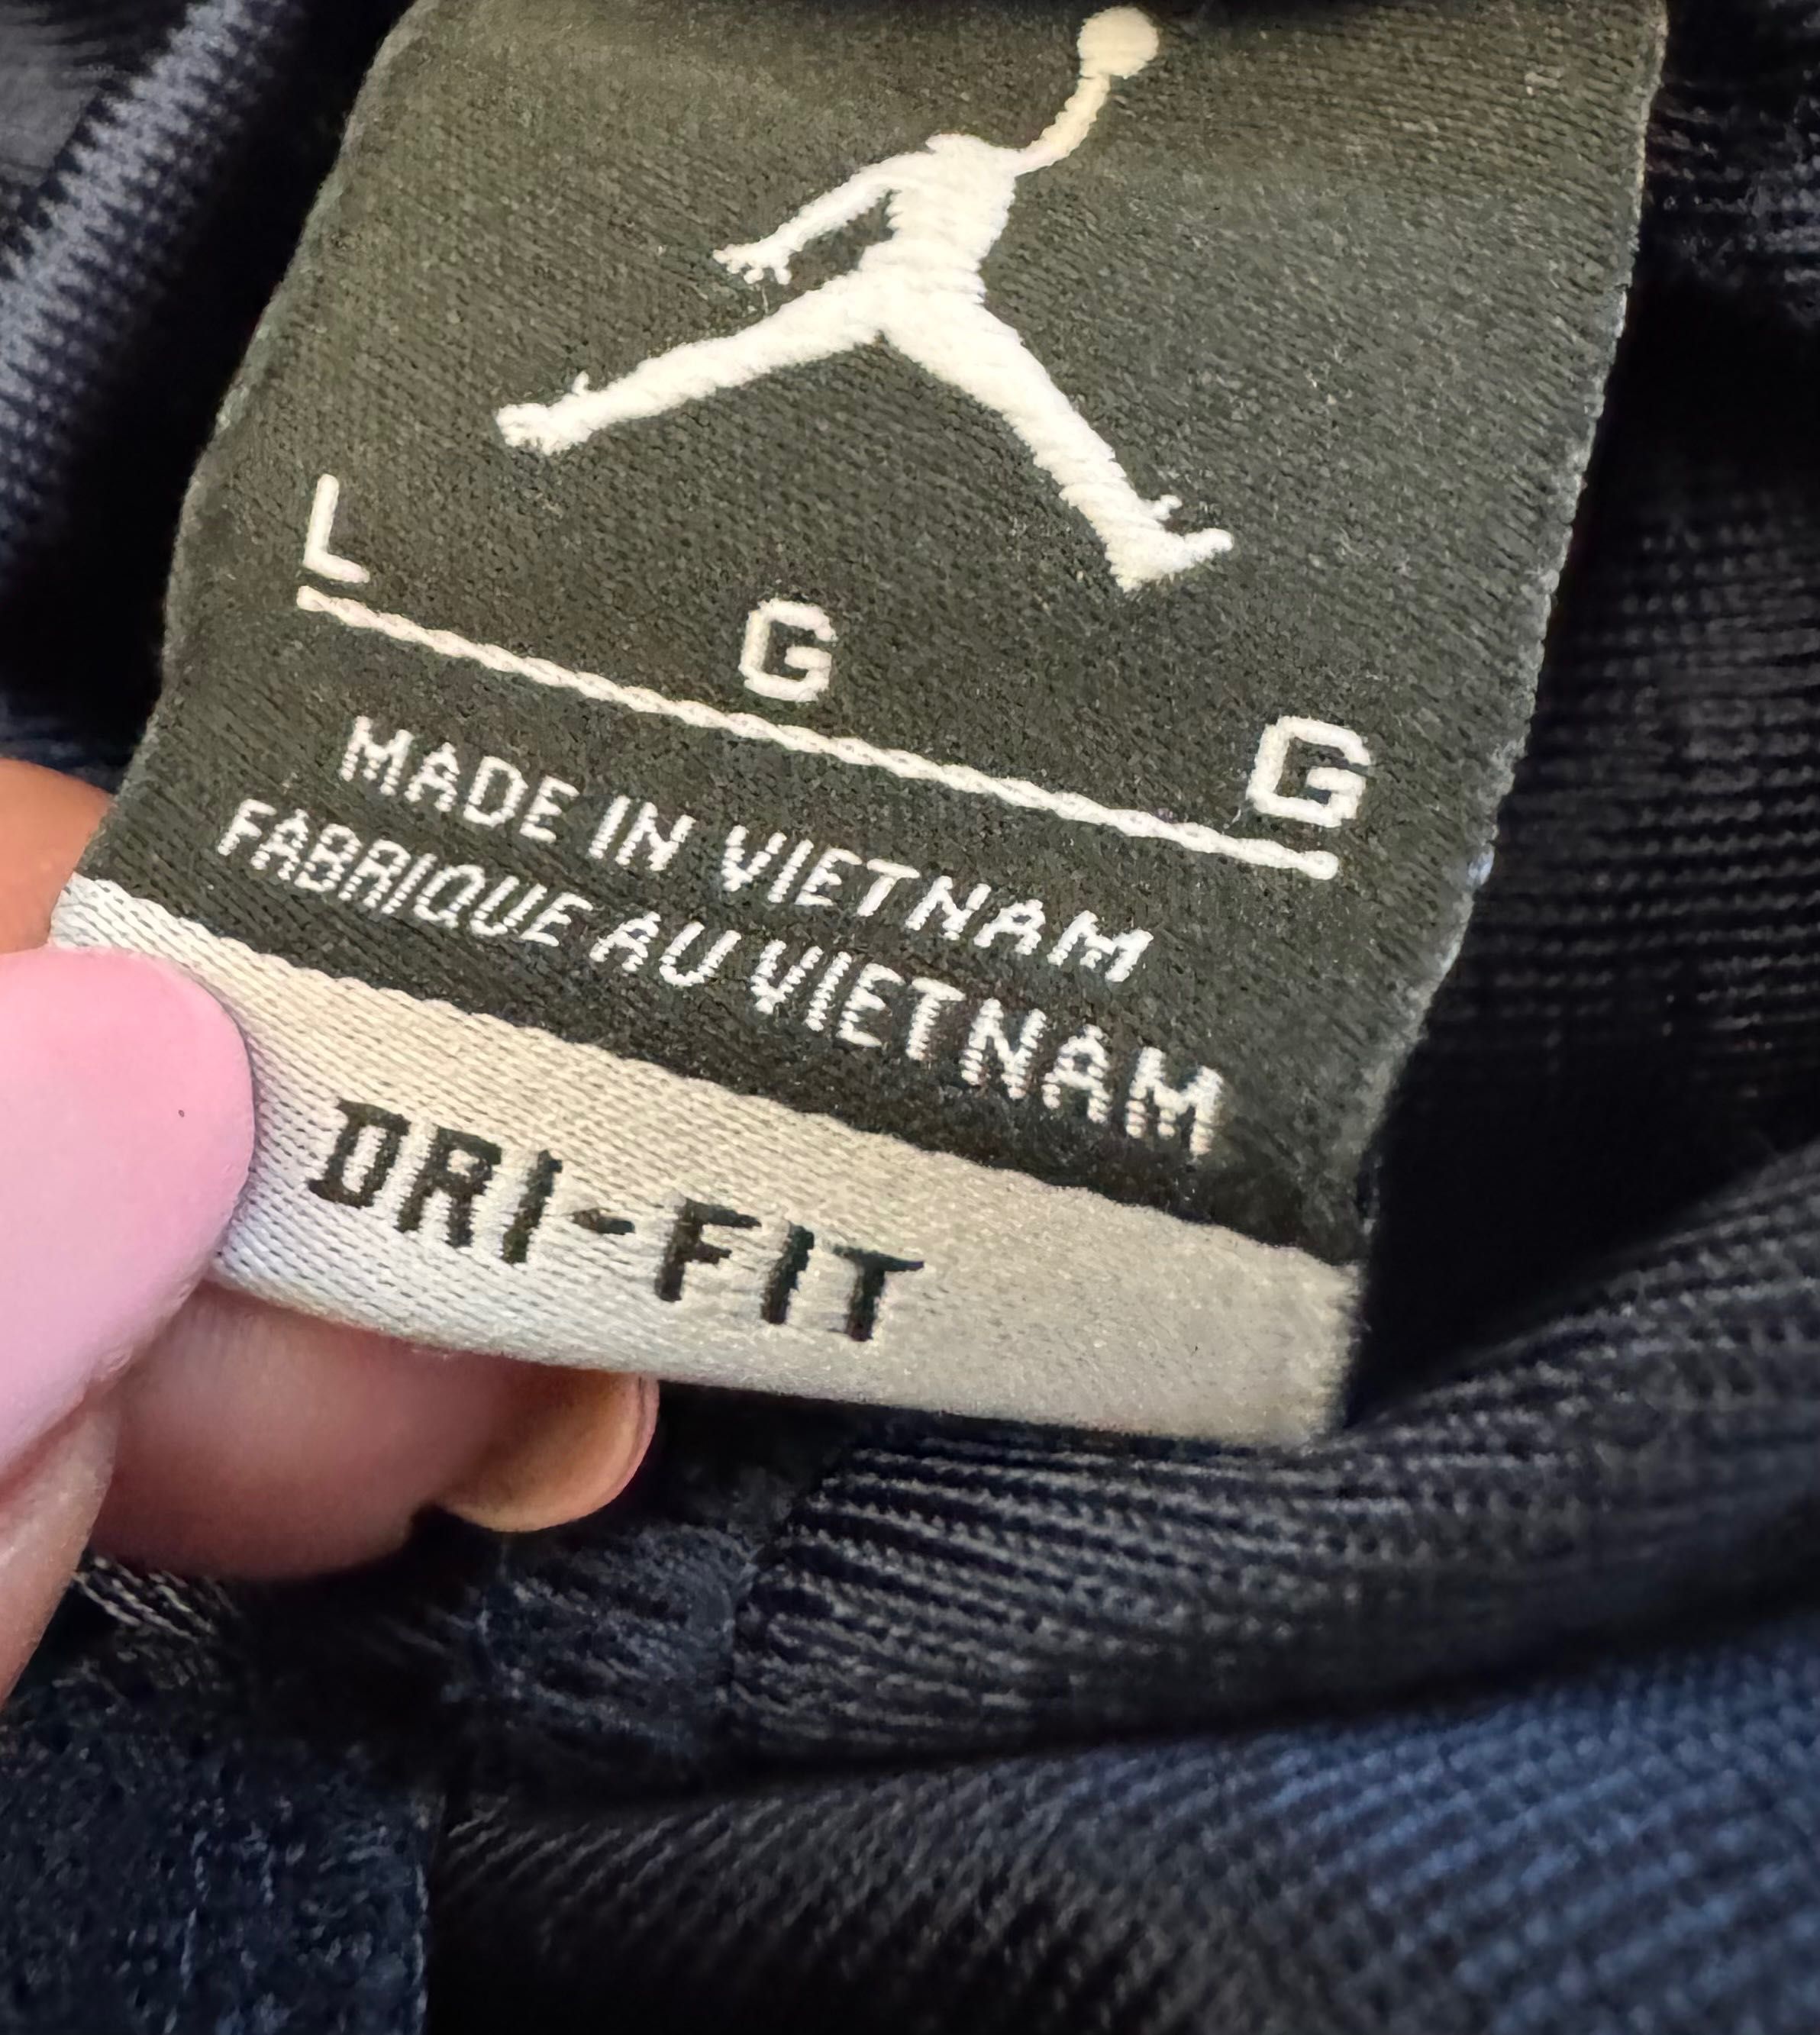 L G G
MADE IN VIETNAM
FABRIQUE AU VIETNAM
DRI-FIT